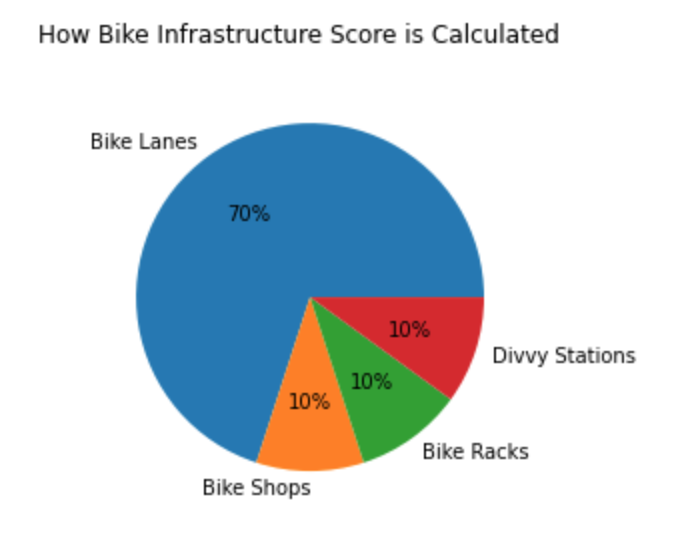 How Bike Infrastructure Score is Calculated
Bike Lanes
70%
10%
Divvy Stations
10%
10%
Bike Racks
Bike Shops